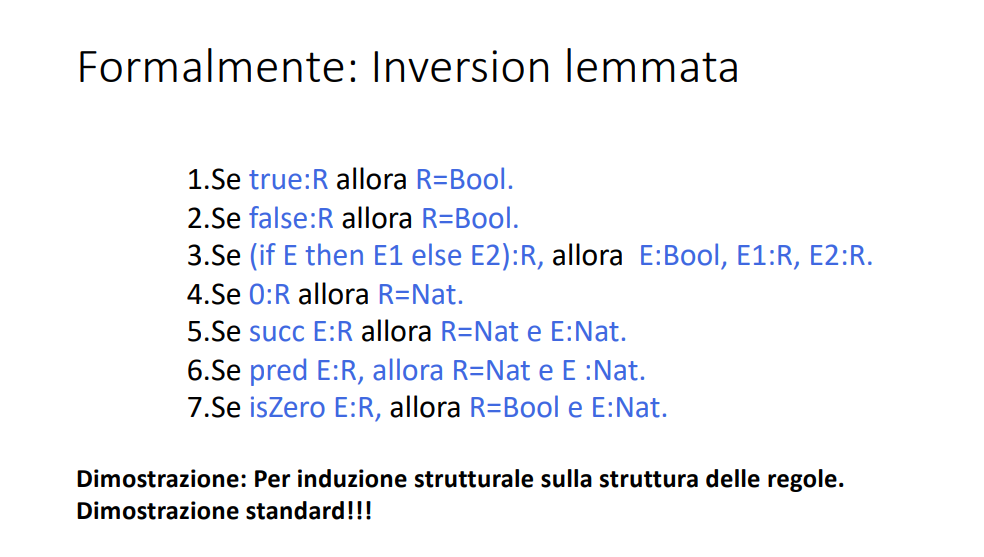 Formalmente: Inversion lemmata
1.Se true:R allora R=Bool.
2.Se false:R allora R=Bool.
3.Se (if E then E1 else E2):R, allora E:Bool, E1:R, E2:R.
4.Se 0:R allora R=Nat.
5.Se succ E:R allora R=Nat e E:Nat.
6.Se pred E:R, allora R=Nat e E :Nat.
7.Se isZero E:R, allora R=Bool e E:Nat.
Dimostrazione: Per induzione strutturale sulla struttura delle regole.
Dimostrazione standard!!!